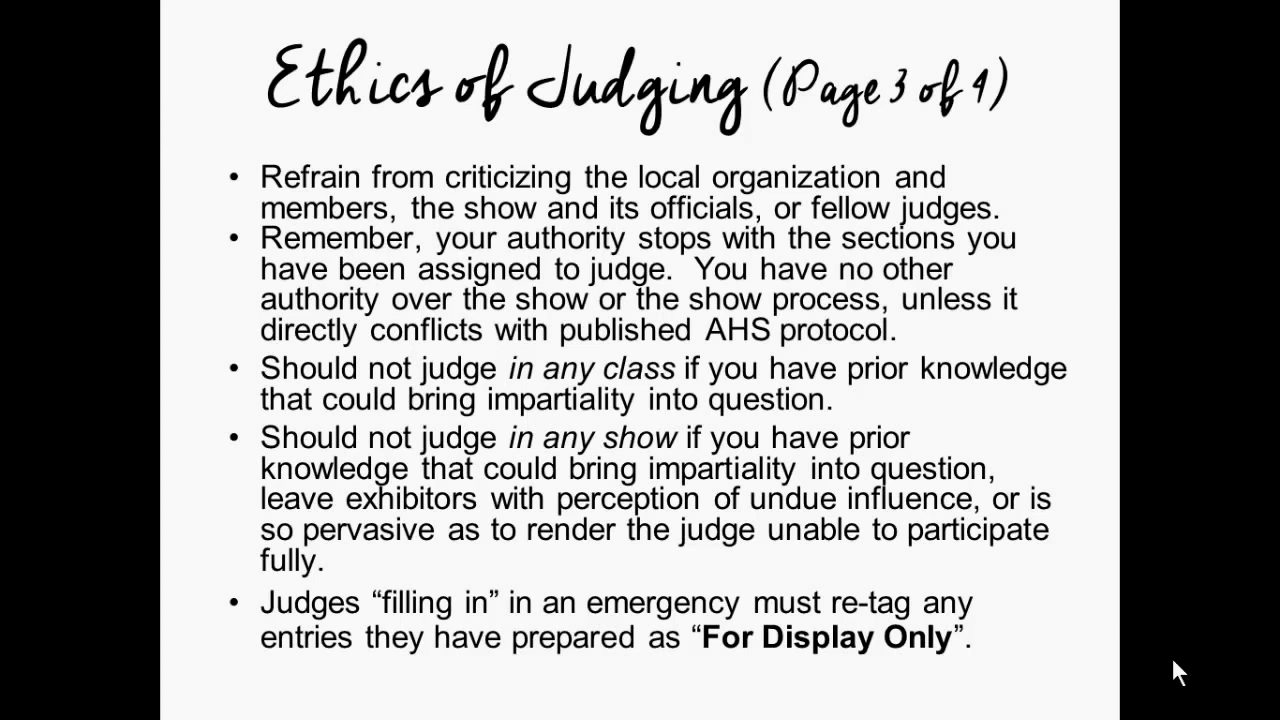 Ethics of Judging (Page 3 of 4)
• Refrain from criticizing the local organization and
members, the show and its officials, or fellow judges.
• Remember, your authority stops with the sections you
have been assigned to judge.  You have no other
authority over the show or the show process, unless it
directly conflicts with published AHS protocol.
• Should not judge in any class if you have prior knowledge
that could bring impartiality into question.
• Should not judge in any show if you have prior
knowledge that could bring impartiality into question,
leave exhibitors with perception of undue influence, or is
so pervasive as to render the judge unable to participate
fully.
• Judges “filling in” in an emergency must re-tag any
entries they have prepared as “For Display Only”.